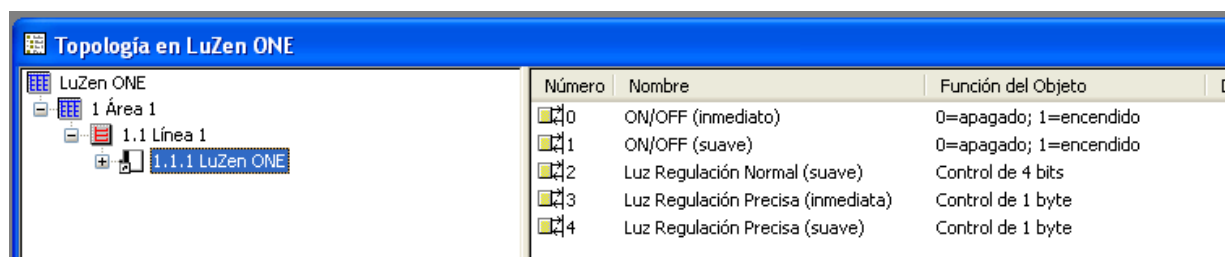 Topología en LuZen ONE
LuZen ONE
1 Área 1
1.1 Línea 1
1.1.1 LuZen ONE
Número Nombre Función del Objeto
0 ON/OFF (inmediato) 0=apagado; 1=encendido
1 ON/OFF (suave) 0=apagado; 1=encendido
2 Luz Regulación Normal (suave) Control de 4 bits
3 Luz Regulación Precisa (inmediata) Control de 1 byte
4 Luz Regulación Precisa (suave) Control de 1 byte